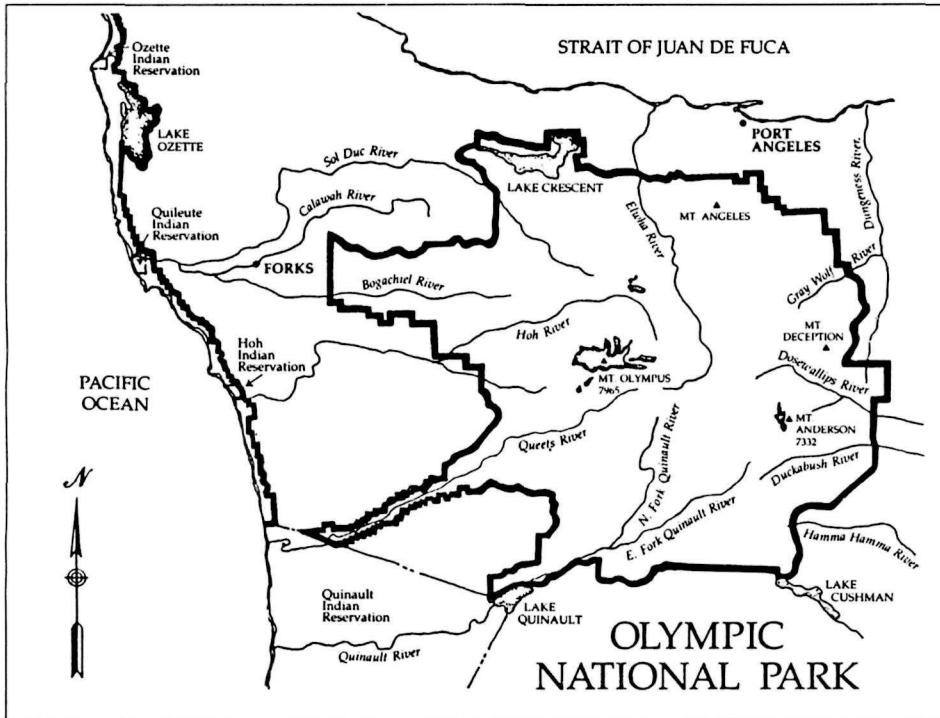 Ozette
Indian
Reservation
STRAIT OF JUAN DE FUCA
LAKE
OZETTE
PORT
ANGELES
Sol Duc River
LAKE CRESCENT
Dungeness River
Calawah River
Elwha River
MT. ANGELES
Quileute
Indian
Reservation
FORKS
Bogachiel River
Gray Wolf River
Hoh River
MT.
DECEPTION
Hoh
Indian
Reservation
MT. OLYMPUS
7965
Dosewallips River
PACIFIC
OCEAN
MT.
ANDERSON
7332
Queets River
N. Fork Quinault River
Duckabush River
N
E. Fork Quinault River
Hamma Hamma River
Quinault
Indian
Reservation
LAKE
QUINAULT
LAKE
CUSHMAN
Quinault River
OLYMPIC
NATIONAL PARK